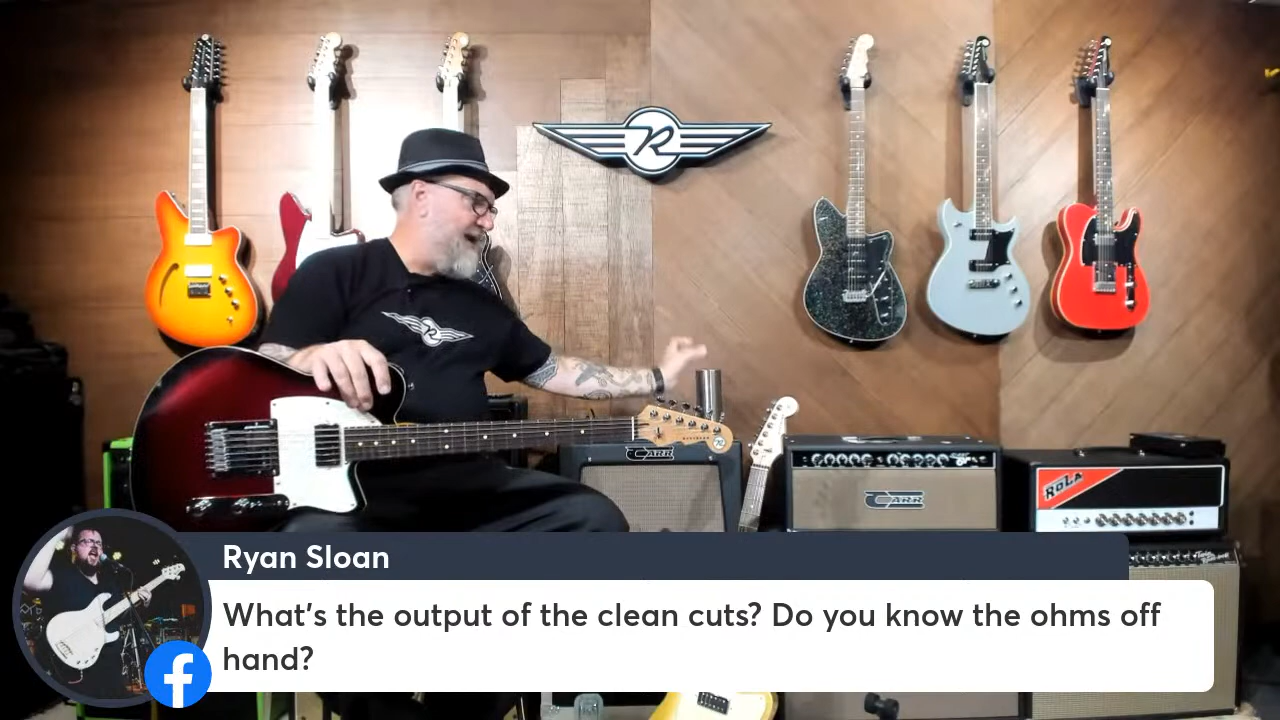 R
R
CARR
CARR
ROLA
Ryan Sloan
What's the output of the clean cuts? Do you know the ohms off
hand?